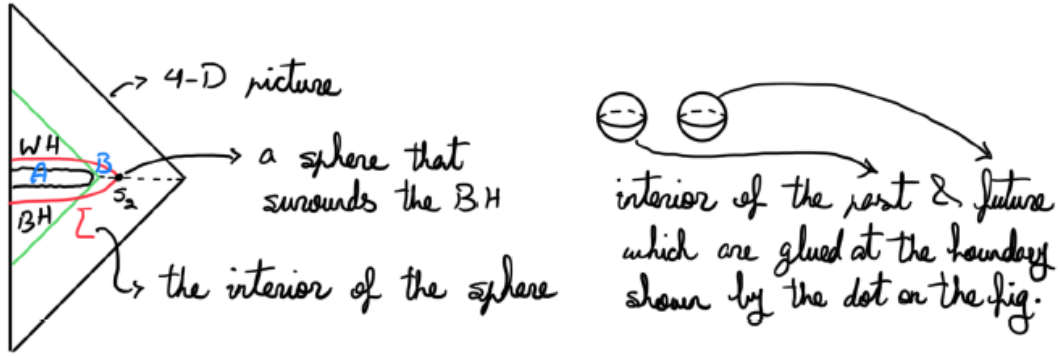 4-D picture
WH
A
B
a sphere that
surounds the BH
S2
BH
Σ
the interior of the sphere
interior of the past & future
which are glued at the boundary
shown by the dot on the fig.